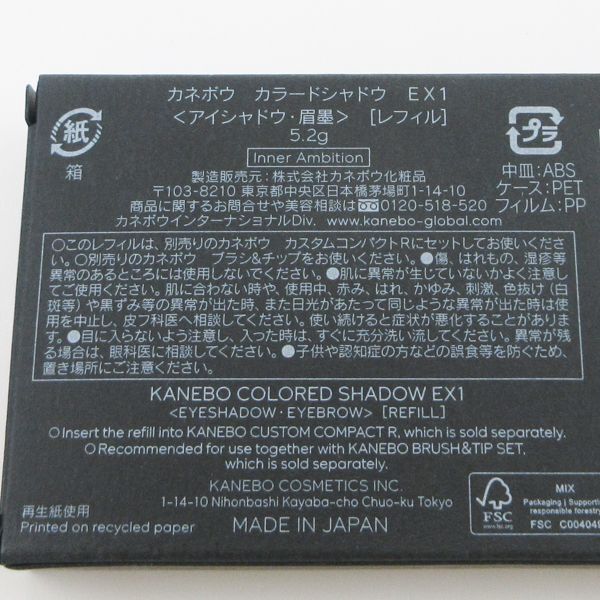 カネボウ カラードシャドウ EX1
<アイシャドウ・眉墨> [レフィル]
5.2g
Inner Ambition
製造販売元:株式会社カネボウ化粧品
〒103-8210 東京都中央区日本橋茅場町1-14-10
商品に関するお問合せや美容相談は 0120-518-520
カネボウインターナショナルDiv. www.kanebo-global.com
紙
箱
プラ
中皿:ABS
ケース:PET
フィルム:PP
○このレフィルは、別売りのカネボウ カスタムコンパクトRにセットしてお使いくださ
い。○別売りのカネボウ ブラシ&チップをお使いください。●傷、はれもの、湿疹等
異常のあるところには使用しないでください。●肌に異常が生じていないかよく注意し
てご使用ください。肌に合わない時や、使用中、赤み、はれ、かゆみ、刺激、色抜け(白
斑等)や黒ずみ等の異常が出た時、また日光があたって同じような異常が出た時は使
用を中止し、皮フ科医へ相談してください。使い続けると症状が悪化することがありま
す。●目に入らないよう注意し、入った時は、すぐに充分洗い流してください。異常が残
る場合は、眼科医に相談してください。●子供や認知症の方などの誤食等を防ぐため、
置き場所にご注意ください。
KANEBO COLORED SHADOW EX1
<EYESHADOW・EYEBROW> [REFILL]
○Insert the refill into KANEBO CUSTOM COMPACT R, which is sold separately.
○Recommended for use together with KANEBO BRUSH&TIP SET,
which is sold separately.
KANEBO COSMETICS INC.
1-14-10 Nihonbashi Kayaba-cho Chuo-ku Tokyo
MADE IN JAPAN
再生紙使用
Printed on recycled paper
FSC
MIX
Packaging | Supporting
responsible forestry
FSC C004049